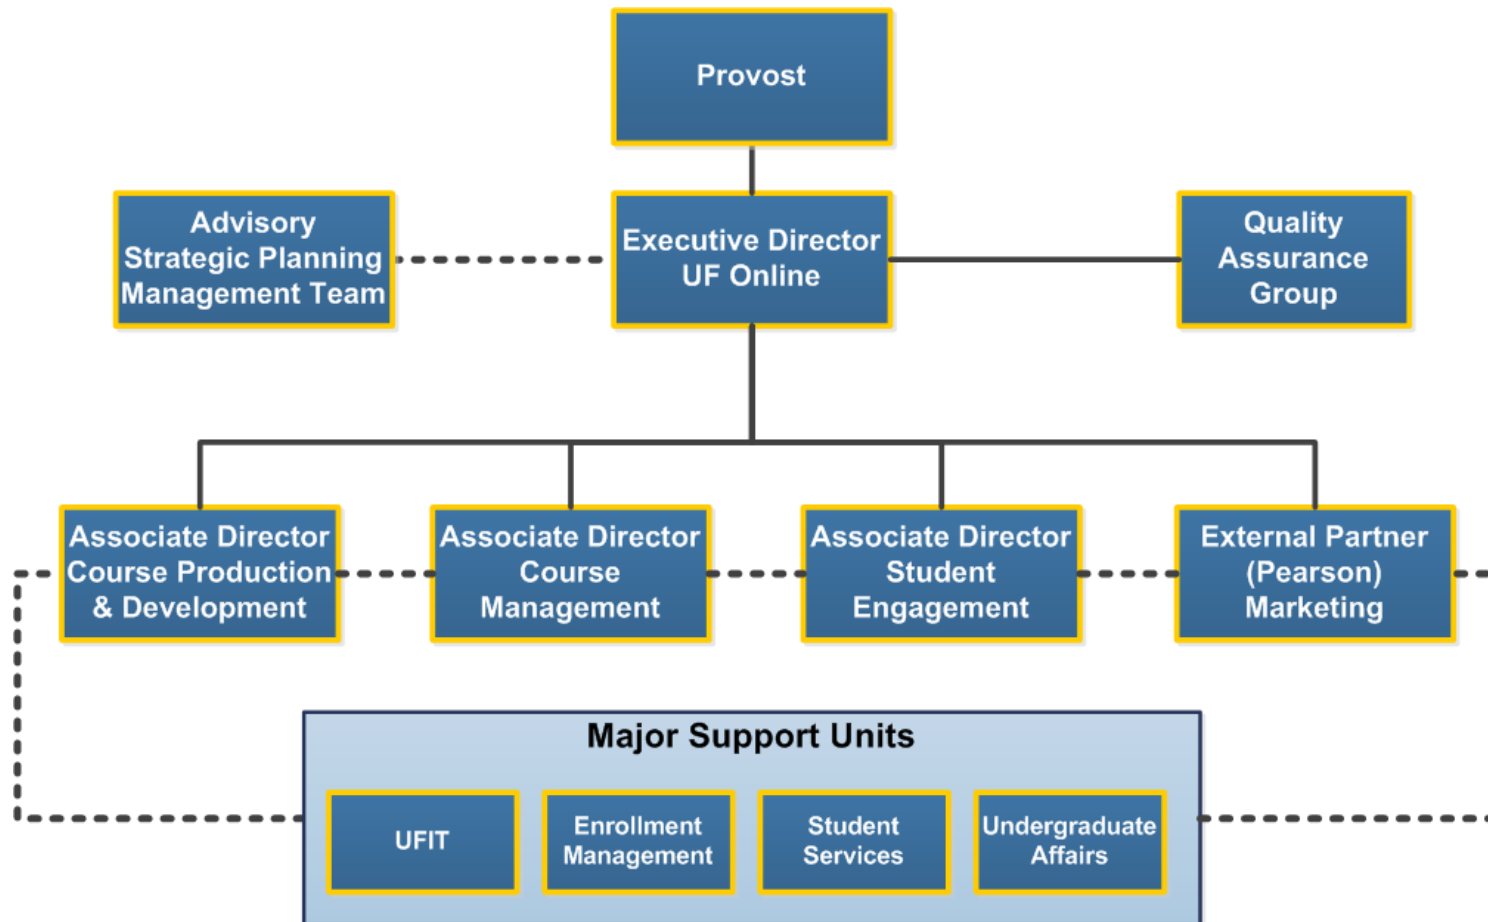 Provost
Advisory
Strategic Planning
Management Team
Executive Director
UF Online
Quality
Assurance
Group
Associate Director
Course Production
& Development
Associate Director
Course
Management
Associate Director
Student
Engagement
External Partner
(Pearson)
Marketing
Major Support Units
UFIT
Enrollment
Management
Student
Services
Undergraduate
Affairs